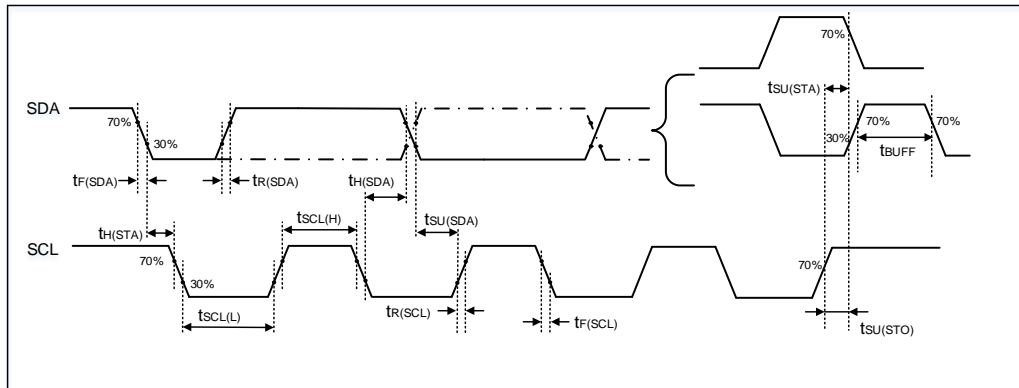 70%
tSU(STA)
SDA
70%
30%
30%
70%
70%
tBUFF
tF(SDA)
tR(SDA)
tH(SDA)
tH(STA)
tSCL(H)
tSU(SDA)
SCL
70%
30%
70%
tSCL(L)
tR(SCL)
tF(SCL)
tSU(STO)